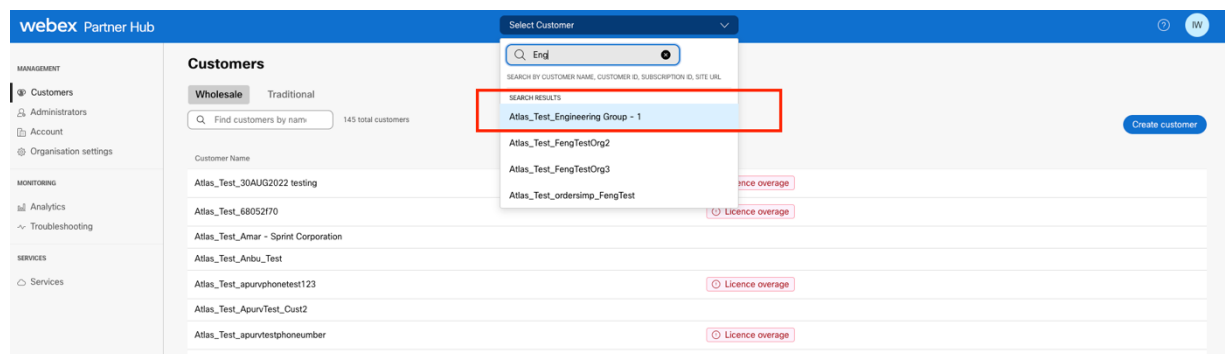 webex Partner Hub
Select Customer
IW
Eng
SEARCH BY CUSTOMER NAME, CUSTOMER ID, SUBSCRIPTION ID, SITE URL
SEARCH RESULTS
Atlas_Test_Engineering Group - 1
Atlas_Test_FengTestOrg2
Atlas_Test_FengTestOrg3
Atlas_Test_ordersimp_FengTest
MANAGEMENT
Customers
Administrators
Account
Organisation settings
MONITORING
Analytics
Troubleshooting
SERVICES
Services
Customers
Wholesale Traditional
Find customers by name 145 total customers
Create customer
Customer Name
Atlas_Test_30AUG2022 testing ence overage
Atlas_Test_68052f70 Licence overage
Atlas_Test_Amar - Sprint Corporation
Atlas_Test_Anbu_Test
Atlas_Test_apurvphonetest123 Licence overage
Atlas_Test_ApurvTest_Cust2
Atlas_Test_apurvtestphoneumber Licence overage